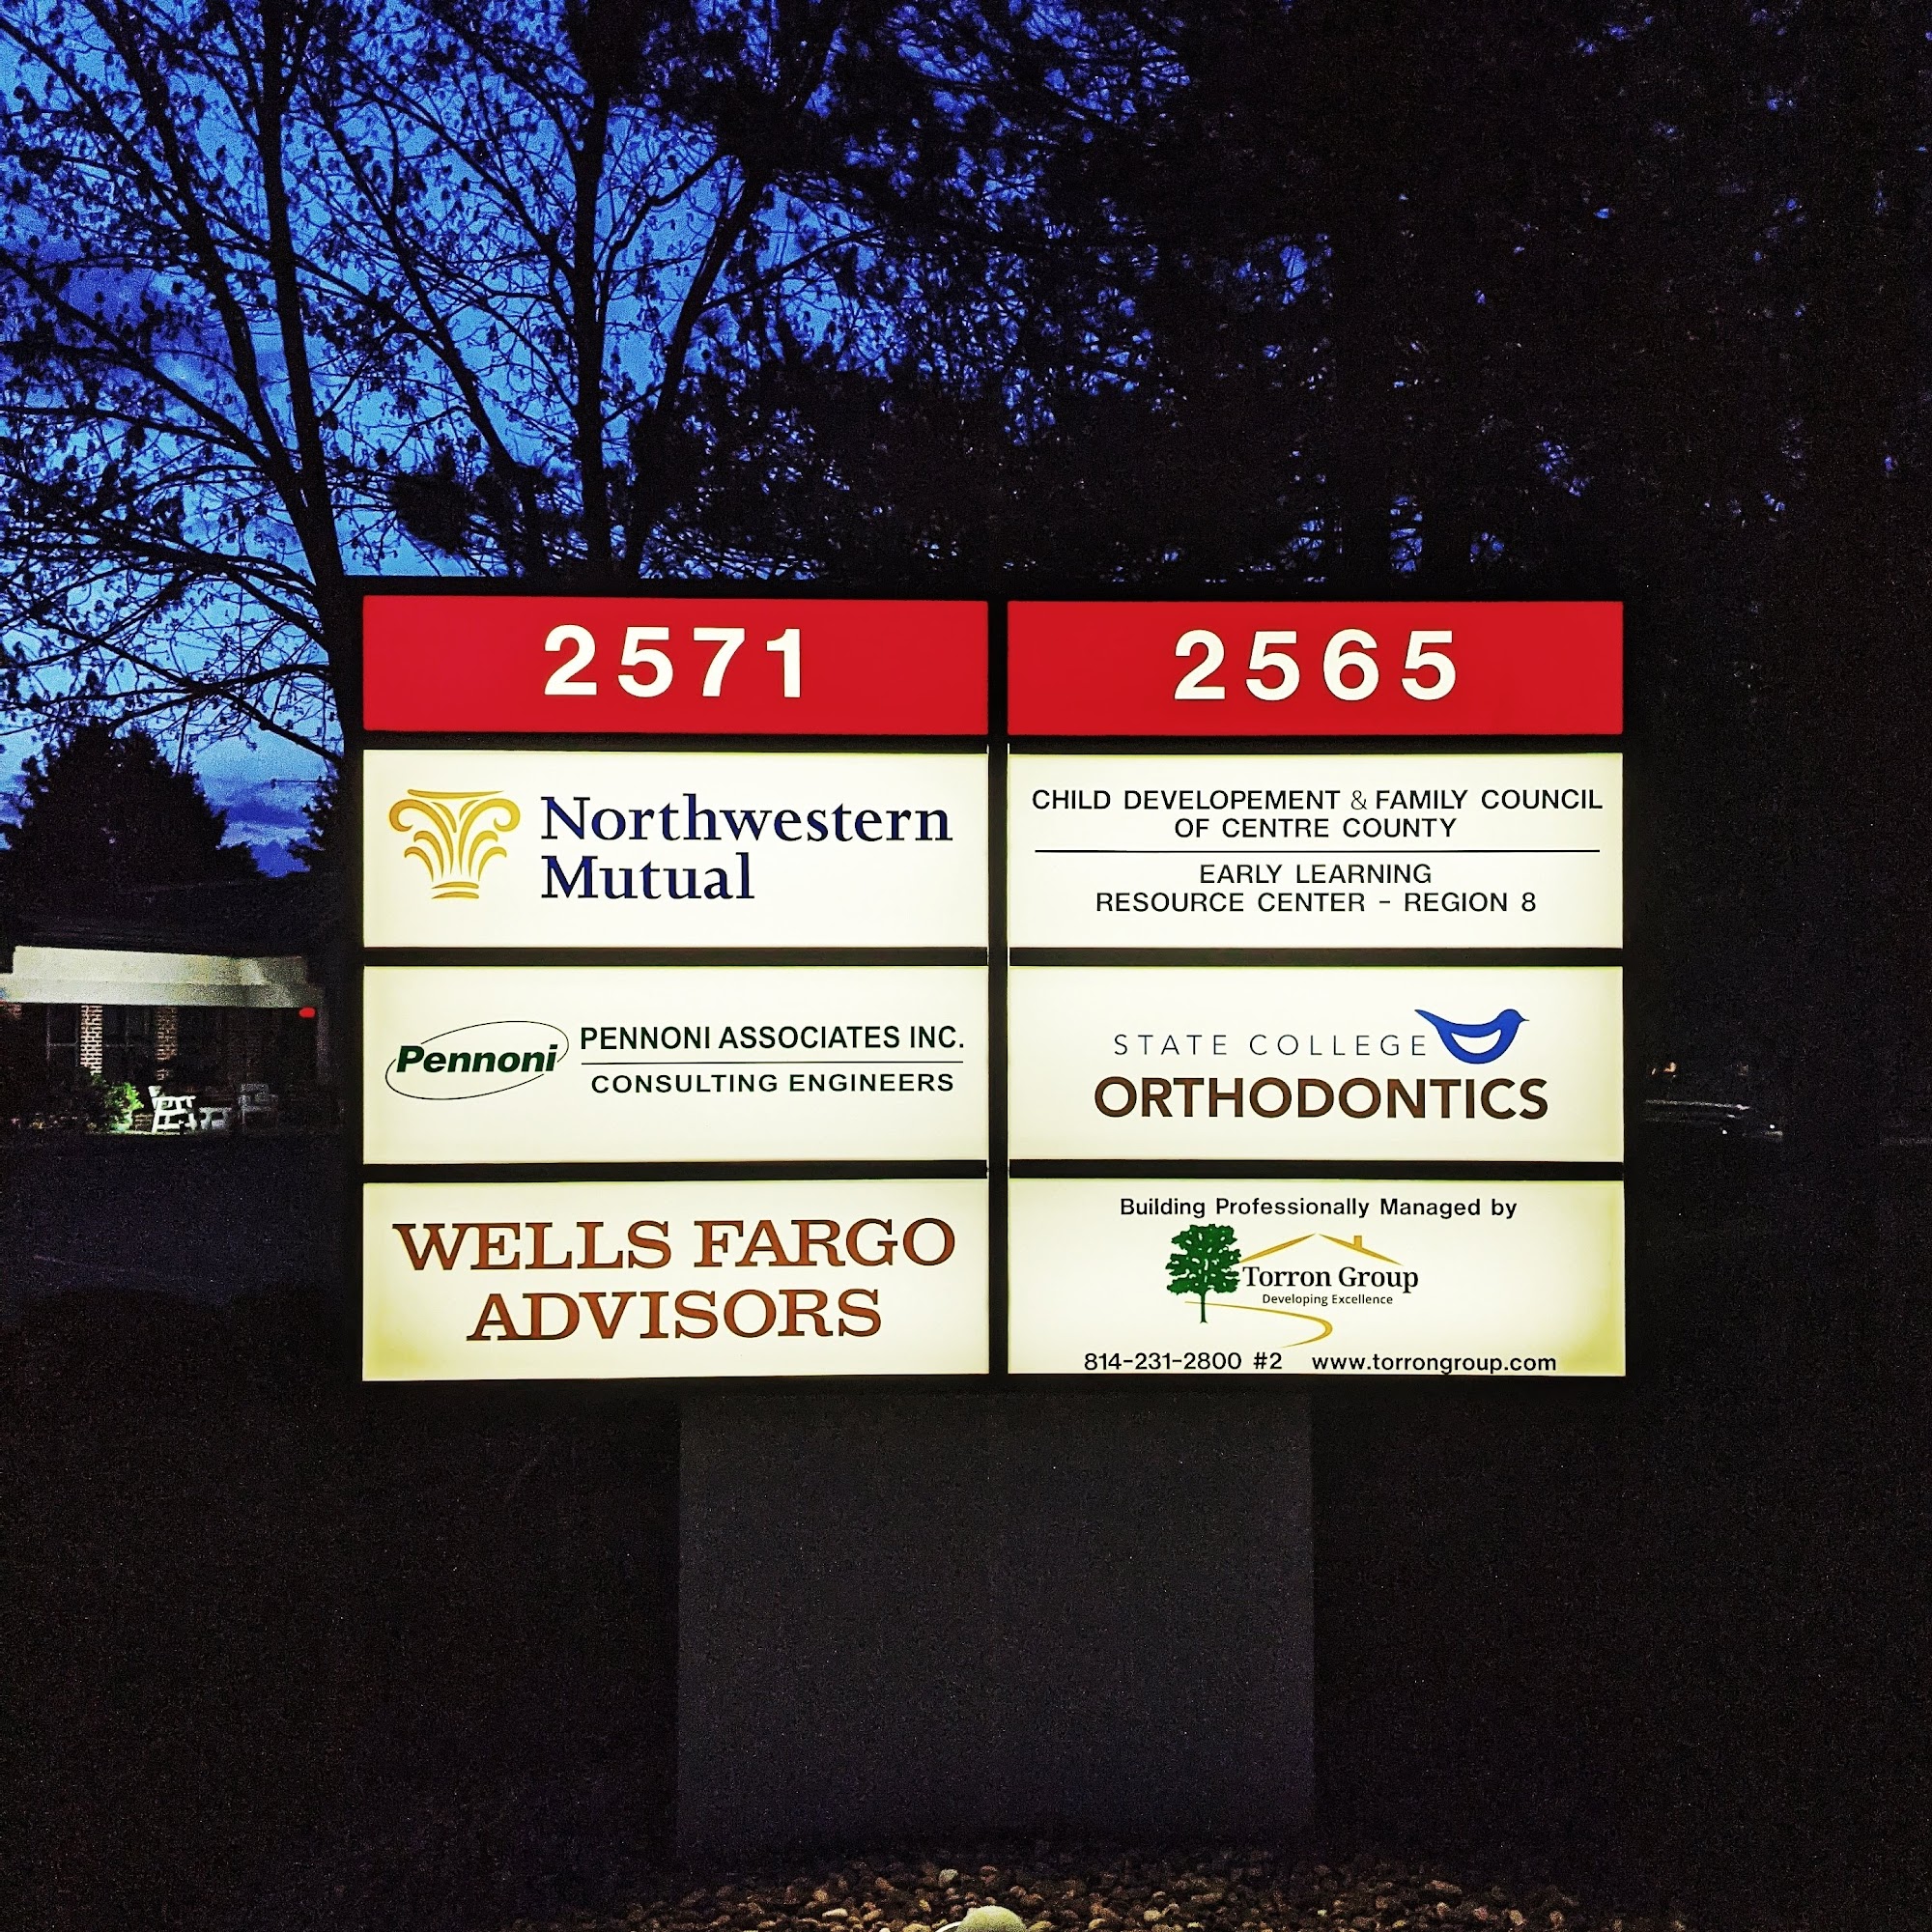 2571
Northwestern
Mutual
Pennoni
PENNONI ASSOCIATES INC.
CONSULTING ENGINEERS
WELLS FARGO
ADVISORS
2565
CHILD DEVELOPEMENT & FAMILY COUNCIL
OF CENTRE COUNTY
EARLY LEARNING
RESOURCE CENTER - REGION 8
STATE COLLEGE
ORTHODONTICS
Building Professionally Managed by
Torron Group
Developing Excellence
814-231-2800 #2 www.torrongroup.com